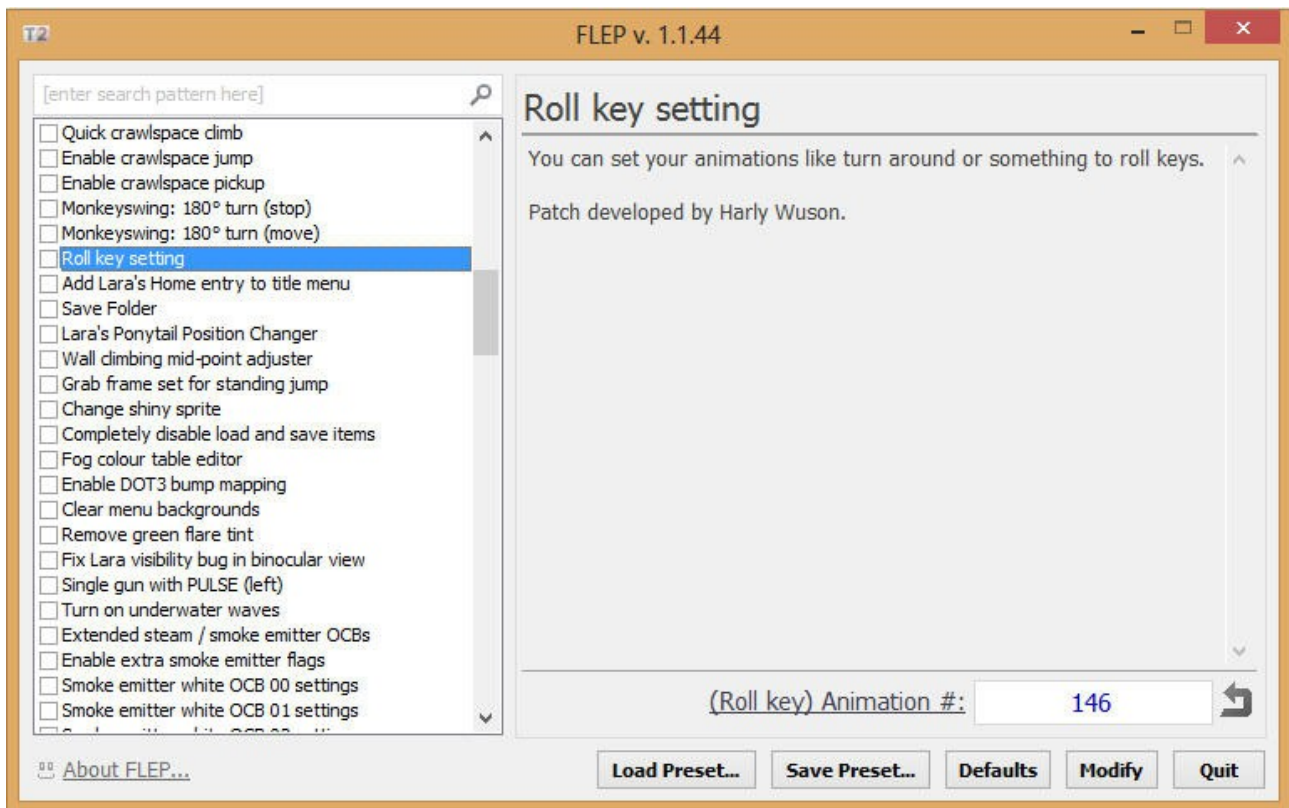 T2
FLEP v. 1.1.44
[enter search pattern here]
Quick crawlspace climb
Enable crawlspace jump
Enable crawlspace pickup
Monkeyswing: 180° turn (stop)
Monkeyswing: 180° turn (move)
Roll key setting
Add Lara's Home entry to title menu
Save Folder
Lara's Ponytail Position Changer
Wall climbing mid-point adjuster
Grab frame set for standing jump
Change shiny sprite
Completely disable load and save items
Fog colour table editor
Enable DOT3 bump mapping
Clear menu backgrounds
Remove green flare tint
Fix Lara visibility bug in binocular view
Single gun with PULSE (left)
Turn on underwater waves
Extended steam / smoke emitter OCBs
Enable extra smoke emitter flags
Smoke emitter white OCB 00 settings
Smoke emitter white OCB 01 settings
Roll key setting
You can set your animations like turn around or something to roll keys.
Patch developed by Harly Wuson.
(Roll key) Animation #: 146
About FLEP...
Load Preset... Save Preset... Defaults Modify Quit